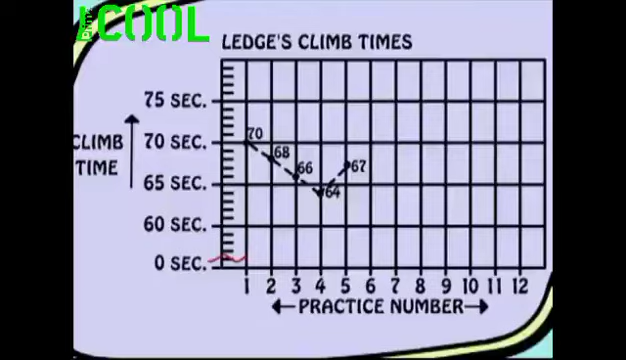 COOL
LEDGE'S CLIMB TIMES
75 SEC.
70 SEC.
65 SEC.
60 SEC.
0 SEC.
CLIMB
TIME
70
68
66
64
67
1 2 3 4 5 6 7 8 9 10 11 12
PRACTICE NUMBER